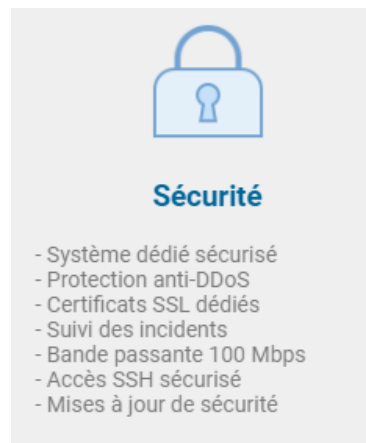 Sécurité
- Système dédié sécurisé
- Protection anti-DDoS
- Certificats SSL dédiés
- Suivi des incidents
- Bande passante 100 Mbps
- Accès SSH sécurisé
- Mises à jour de sécurité